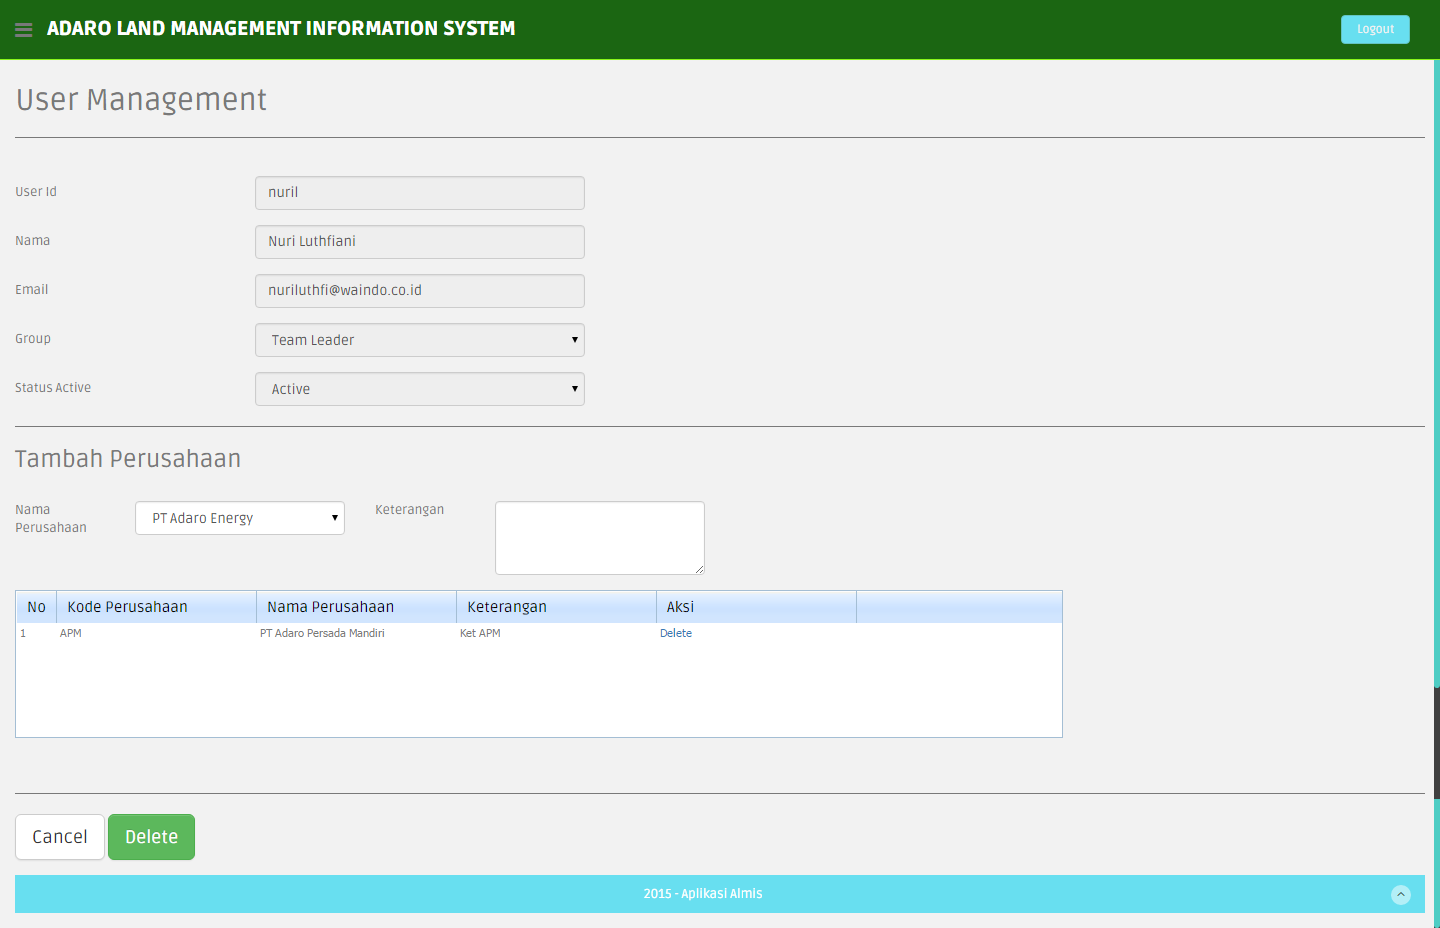 ADARO LAND MANAGEMENT INFORMATION SYSTEM
Logout
User Management
User Id
nuril
Nama
Nuri Luthfiani
Email
nuriluthfi@waindo.co.id
Group
Team Leader
Status Active
Active
Tambah Perusahaan
Nama
Perusahaan
PT Adaro Energy
Keterangan
No Kode Perusahaan Nama Perusahaan Keterangan Aksi
1 APM PT Adaro Persada Mandiri Ket APM Delete
Cancel
Delete
2015 - Aplikasi Almis